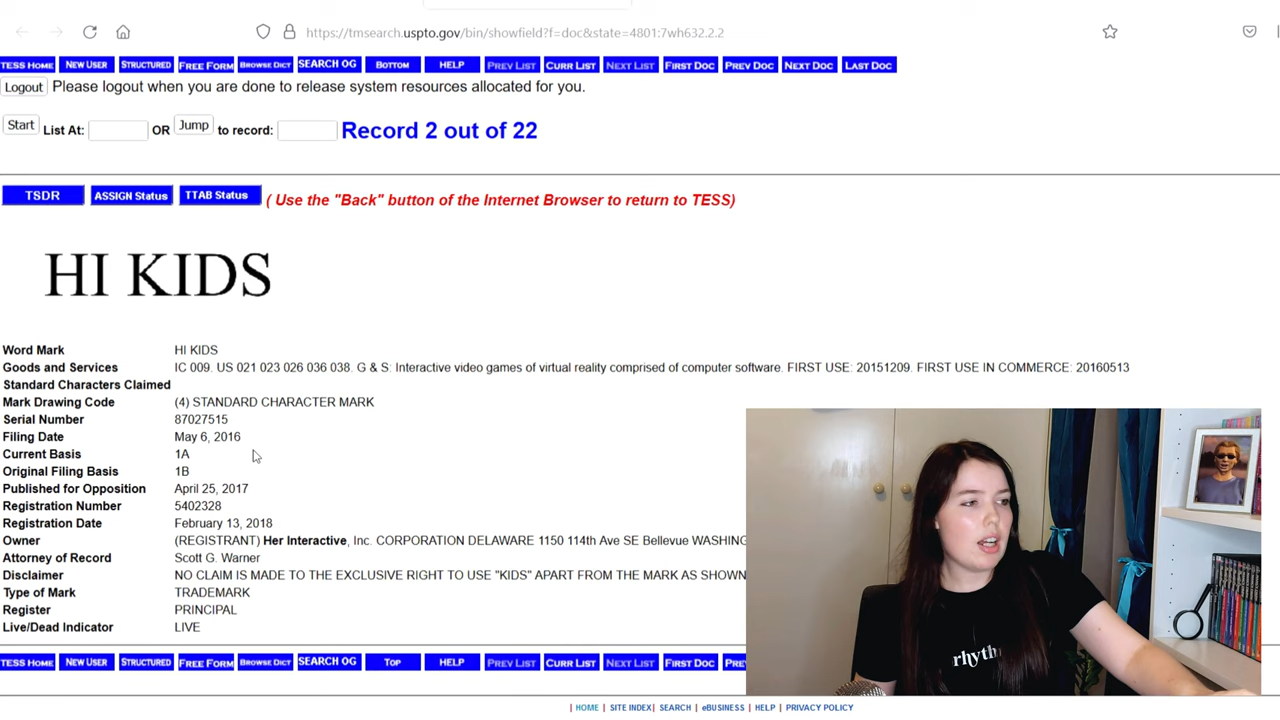 https://tmsearch.uspto.gov/bin/showfield?f=doc&state=4801:7wh632.2.2
TESS HOME NEW USER STRUCTURED FREE FORM BROWSE DICT SEARCH OG BOTTOM HELP PREV LIST CURR LIST NEXT LIST FIRST DOC PREV DOC NEXT DOC LAST DOC
Logout Please logout when you are done to release system resources allocated for you.
Start List At: OR Jump to record: Record 2 out of 22
TSDR ASSIGN Status TTAB Status ( Use the "Back" button of the Internet Browser to return to TESS)
HI KIDS
Word Mark HI KIDS
Goods and Services IC 009. US 021 023 026 036 038. G & S: Interactive video games of virtual reality comprised of computer software. FIRST USE: 20151209. FIRST USE IN COMMERCE: 20160513
Standard Characters Claimed
Mark Drawing Code (4) STANDARD CHARACTER MARK
Serial Number 87027515
Filing Date May 6, 2016
Current Basis 1A
Original Filing Basis 1B
Published for Opposition April 25, 2017
Registration Number 5402328
Registration Date February 13, 2018
Owner (REGISTRANT) Her Interactive, Inc. CORPORATION DELAWARE 1150 114th Ave SE Bellevue WASHING
Attorney of Record Scott G. Warner
Disclaimer NO CLAIM IS MADE TO THE EXCLUSIVE RIGHT TO USE "KIDS" APART FROM THE MARK AS SHOWN
Type of Mark TRADEMARK
Register PRINCIPAL
Live/Dead Indicator LIVE
rhyth
TESS HOME NEW USER STRUCTURED FREE FORM BROWSE DICT SEARCH OG TOP HELP PREV LIST CURR LIST NEXT LIST FIRST DOC PRE
| HOME | SITE INDEX| SEARCH | eBUSINESS | HELP | PRIVACY POLICY